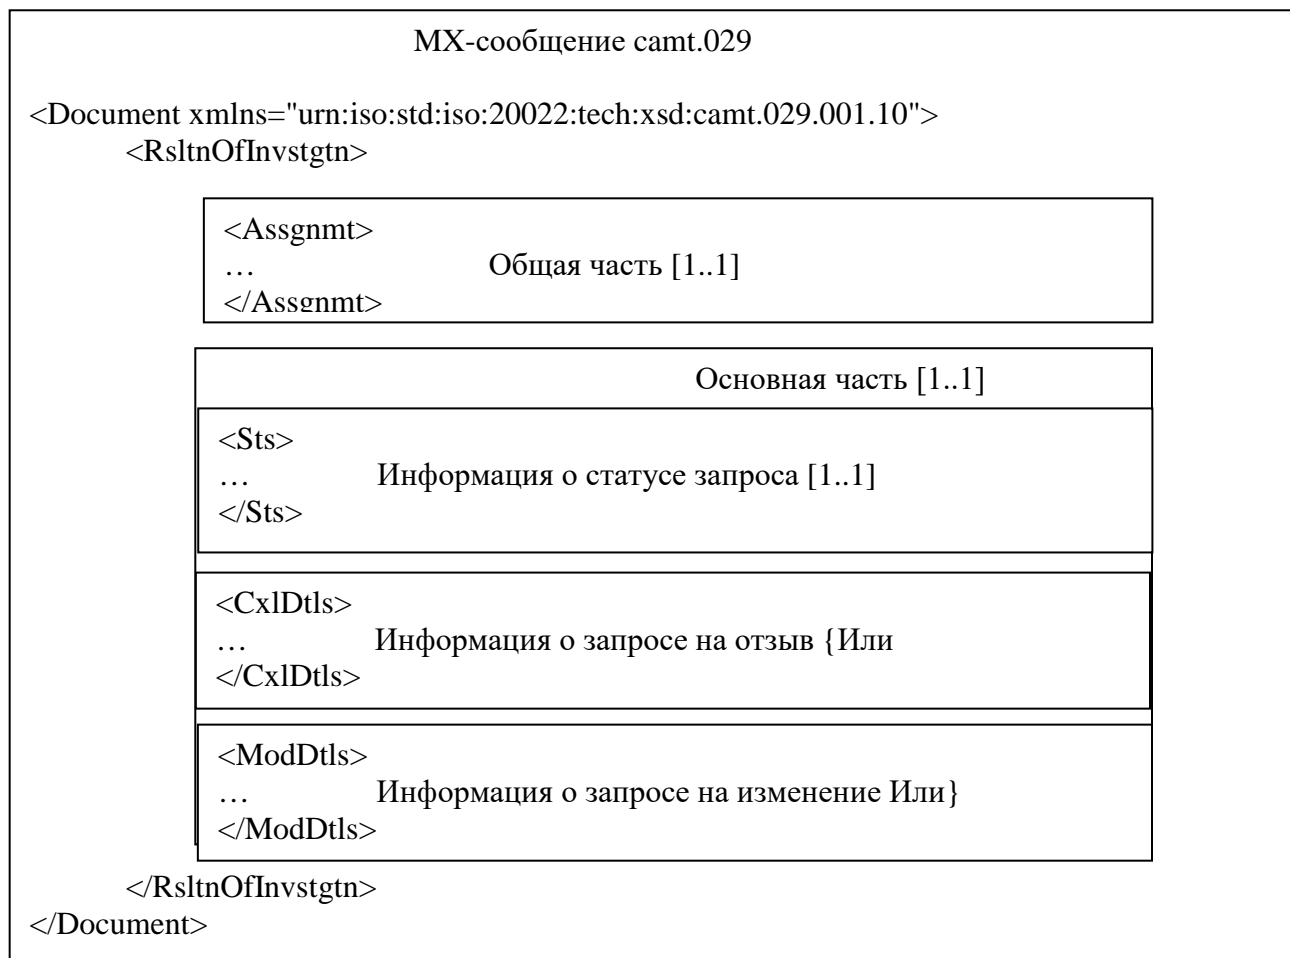 МХ-сообщение camt.029
<Document xmlns="urn:iso:std:iso:20022:tech:xsd:camt.029.001.10">
<RsltnOfInvstgtn>
<Assgnmt>
… Общая часть [1..1]
</Assgnmt>
Основная часть [1..1]
<Sts>
… Информация о статусе запроса [1..1]
</Sts>
<CxlDtls>
… Информация о запросе на отзыв {Или
</CxlDtls>
<ModDtls>
… Информация о запросе на изменение Или}
</ModDtls>
</RsltnOfInvstgtn>
</Document>